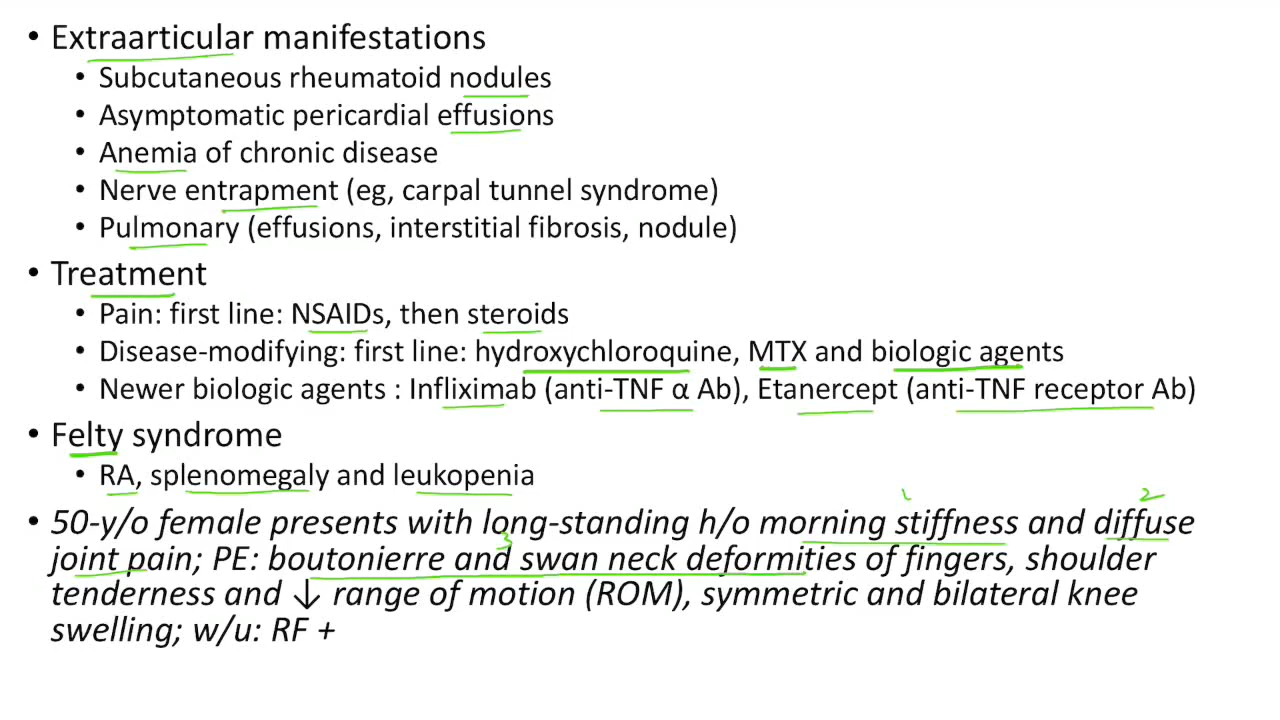 • Extraarticular manifestations
• Subcutaneous rheumatoid nodules
• Asymptomatic pericardial effusions
• Anemia of chronic disease
• Nerve entrapment (eg, carpal tunnel syndrome)
• Pulmonary (effusions, interstitial fibrosis, nodule)
• Treatment
• Pain: first line: NSAIDs, then steroids
• Disease-modifying: first line: hydroxychloroquine, MTX and biologic agents
• Newer biologic agents : Infliximab (anti-TNF α Ab), Etanercept (anti-TNF receptor Ab)
• Felty syndrome
• RA, splenomegaly and leukopenia
1 2
• 50-y/o female presents with long-standing h/o morning stiffness and diffuse
3
joint pain; PE: boutonierre and swan neck deformities of fingers, shoulder
tenderness and ↓ range of motion (ROM), symmetric and bilateral knee
swelling; w/u: RF +